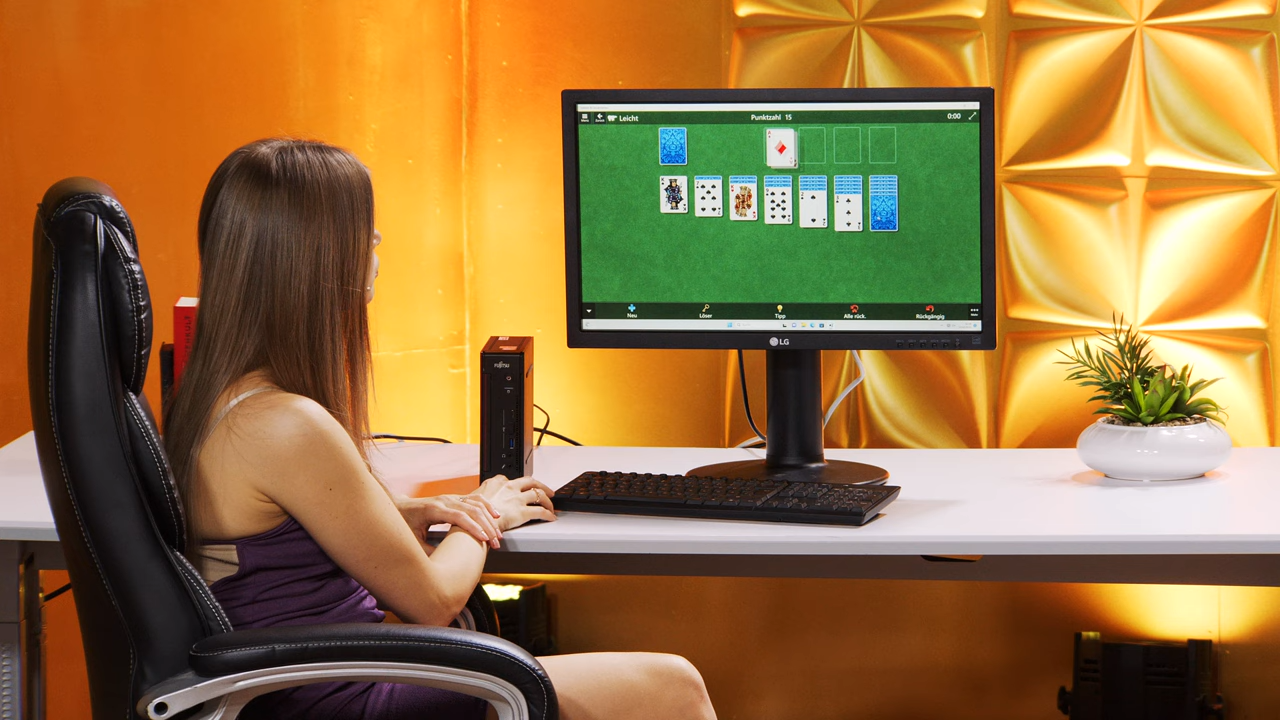 Leicht
Punktzahl 15
0:00
Neu
Löser
Tipp
Alle rück.
Rückgängig
LG
FUJITSU